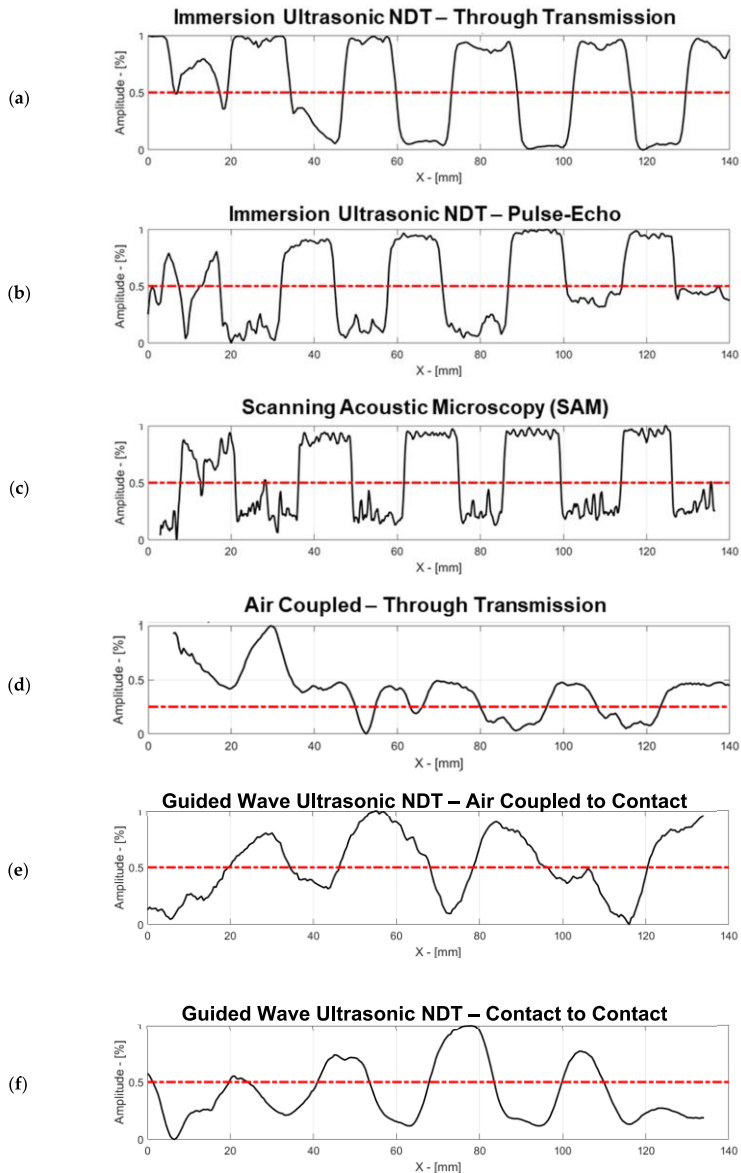 Immersion Ultrasonic NDT – Through Transmission
(a)
Amplitude - [%]
1
0.5
0
0 20 40 60 80 100 120 140
X - [mm]
Immersion Ultrasonic NDT – Pulse-Echo
(b)
Amplitude - [%]
1
0.5
0
0 20 40 60 80 100 120 140
X - [mm]
Scanning Acoustic Microscopy (SAM)
(c)
Amplitude - [%]
1
0.5
0
0 20 40 60 80 100 120 140
X - [mm]
Air Coupled – Through Transmission
(d)
Amplitude - [%]
1
0.5
0
0 20 40 60 80 100 120 140
X - [mm]
Guided Wave Ultrasonic NDT – Air Coupled to Contact
(e)
Amplitude - [%]
1
0.5
0
0 20 40 60 80 100 120 140
X - [mm]
Guided Wave Ultrasonic NDT – Contact to Contact
(f)
Amplitude - [%]
1
0.5
0
0 20 40 60 80 100 120 140
X - [mm]